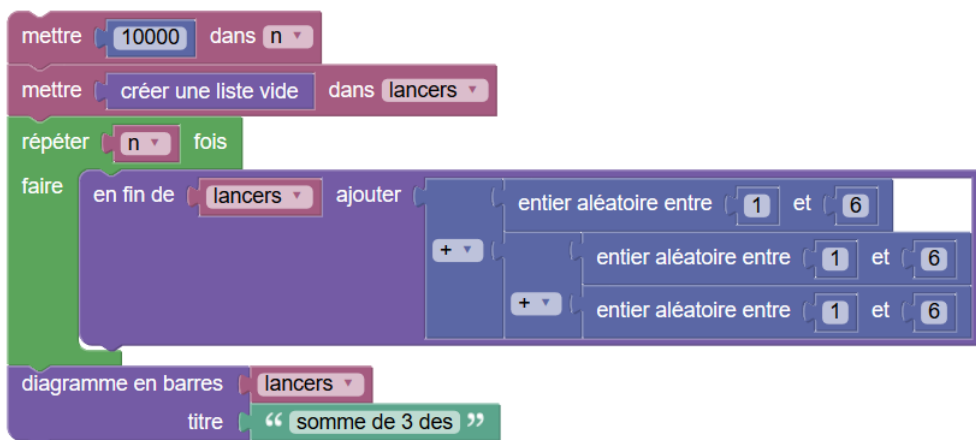 mettre 10000 dans n
mettre créer une liste vide dans lancers
répéter n fois
faire en fin de lancers ajouter entier aléatoire entre 1 et 6
+ entier aléatoire entre 1 et 6
+ entier aléatoire entre 1 et 6
diagramme en barres lancers
titre “ somme de 3 des ”